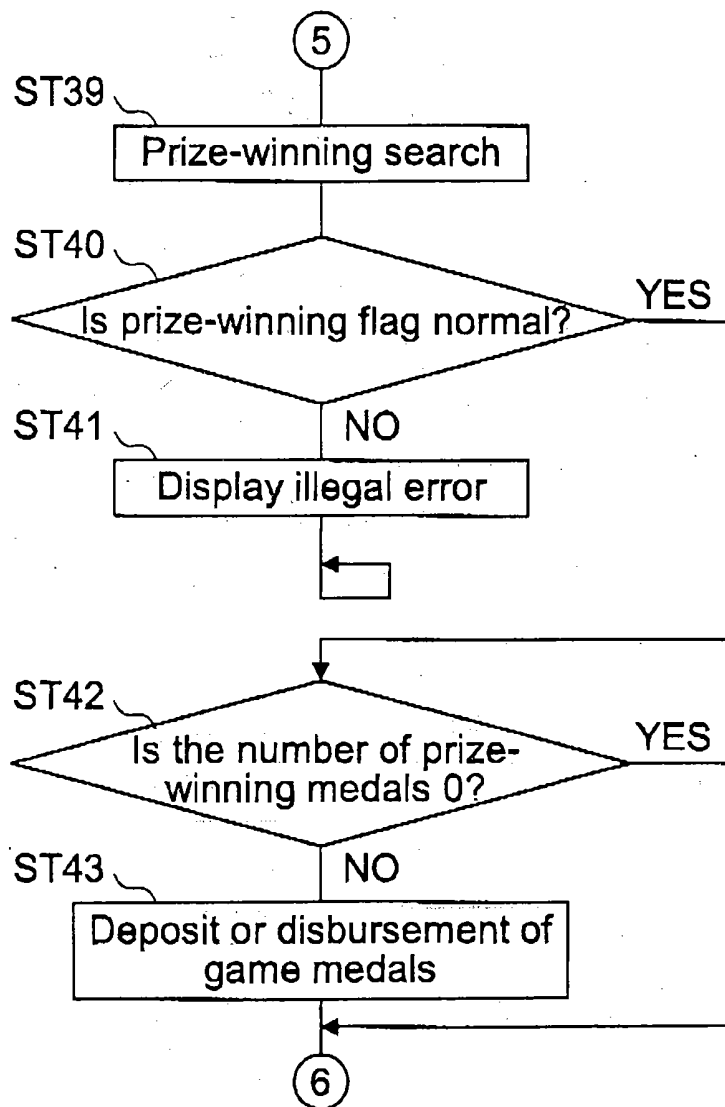 5
ST39
Prize-winning search
ST40
Is prize-winning flag normal?
YES
NO
ST41
Display illegal error
ST42
Is the number of prize-
winning medals 0?
YES
NO
ST43
Deposit or disbursement of
game medals
6